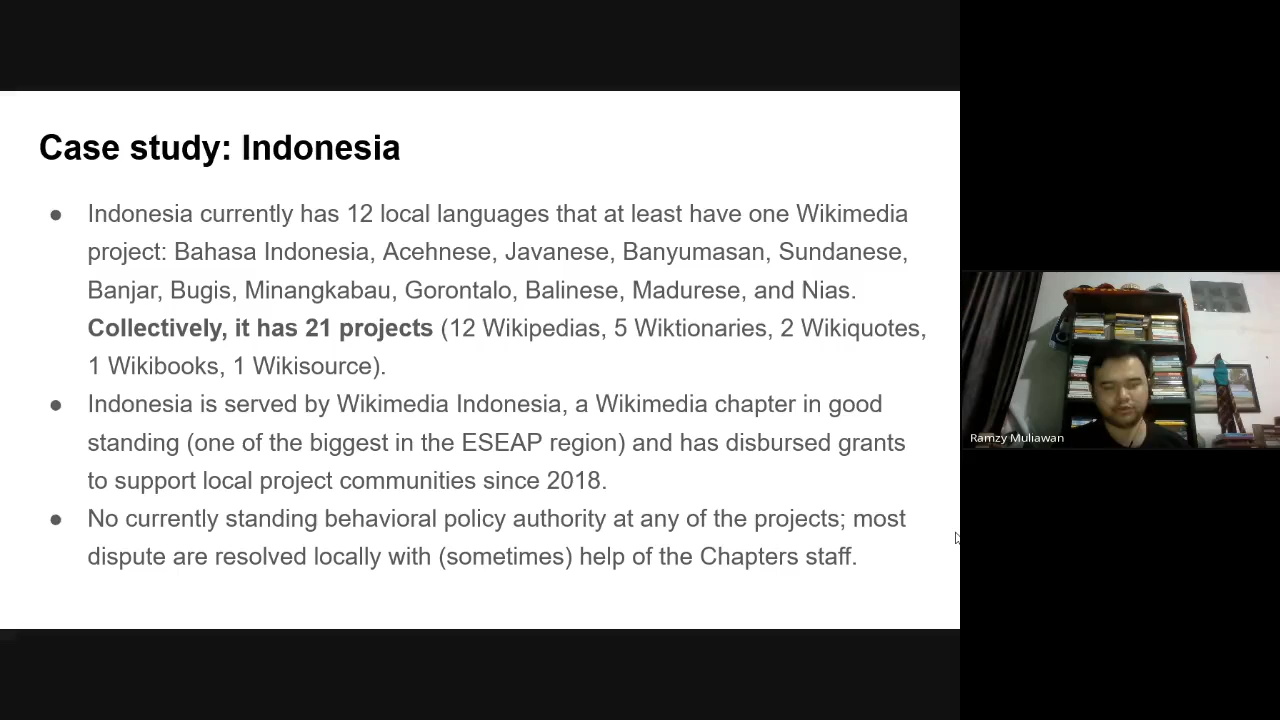 Case study: Indonesia
● Indonesia currently has 12 local languages that at least have one Wikimedia
project: Bahasa Indonesia, Acehnese, Javanese, Banyumasan, Sundanese,
Banjar, Bugis, Minangkabau, Gorontalo, Balinese, Madurese, and Nias.
Collectively, it has 21 projects (12 Wikipedias, 5 Wiktionaries, 2 Wikiquotes,
1 Wikibooks, 1 Wikisource).
● Indonesia is served by Wikimedia Indonesia, a Wikimedia chapter in good
standing (one of the biggest in the ESEAP region) and has disbursed grants
to support local project communities since 2018.
● No currently standing behavioral policy authority at any of the projects; most
dispute are resolved locally with (sometimes) help of the Chapters staff.
Ramzy Muliawan